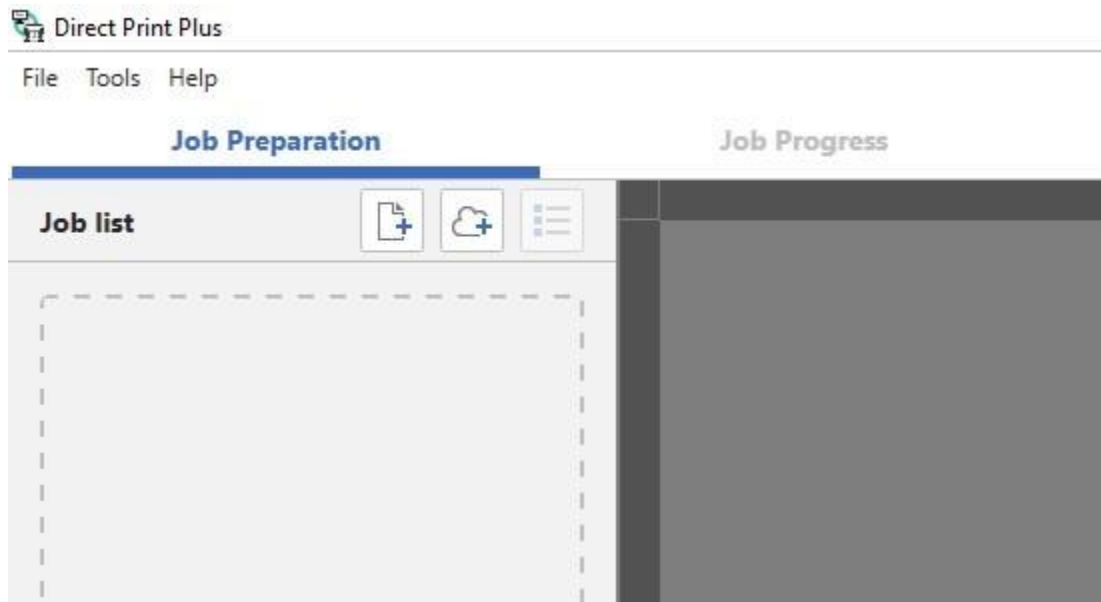 Direct Print Plus
File Tools Help
Job Preparation Job Progress
Job list